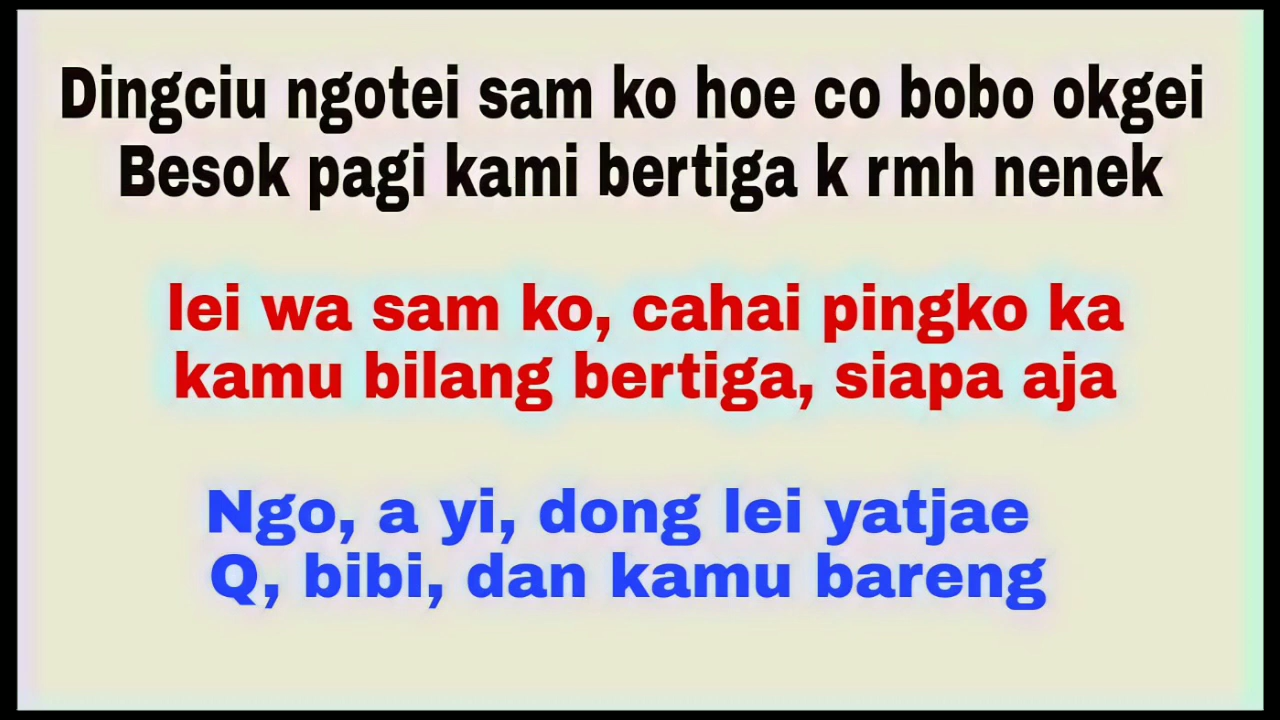 Dingciu ngotei sam ko hoe co bobo okgei
Besok pagi kami bertiga k rmh nenek
lei wa sam ko, cahai pingko ka
kamu bilang bertiga, siapa aja
Ngo, a yi, dong lei yatjae
Q, bibi, dan kamu bareng